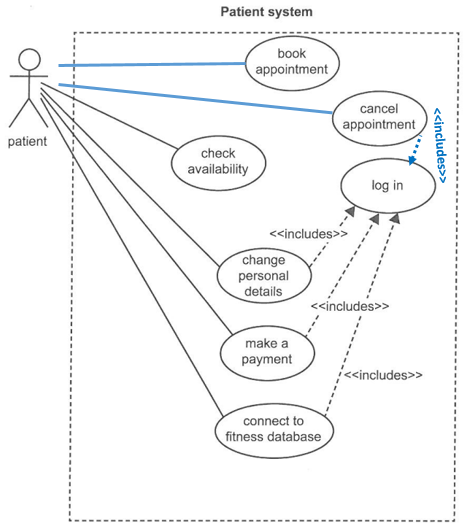 Patient system
book
appointment
cancel
appointment
<<includes>>
patient
check
availability
log in
<<includes>>
change
personal
details
<<includes>>
make a
payment
<<includes>>
connect to
fitness database